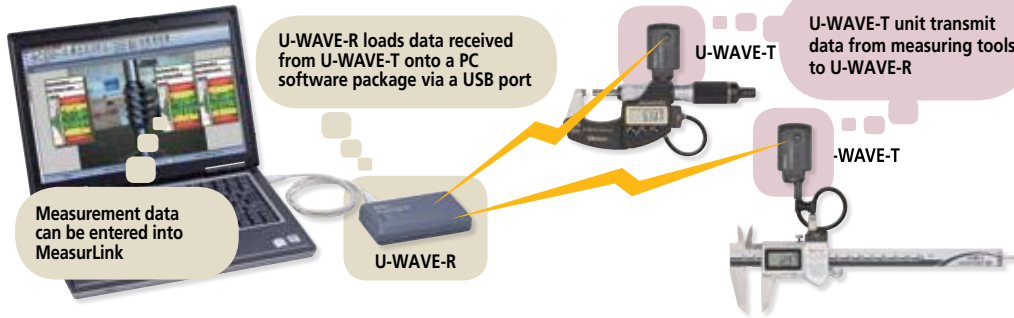 U-WAVE-R loads data received
from U-WAVE-T onto a PC
software package via a USB port
U-WAVE-T
U-WAVE-T unit transmit
data from measuring tools
to U-WAVE-R
-WAVE-T
Measurement data
can be entered into
MeasurLink
U-WAVE-R